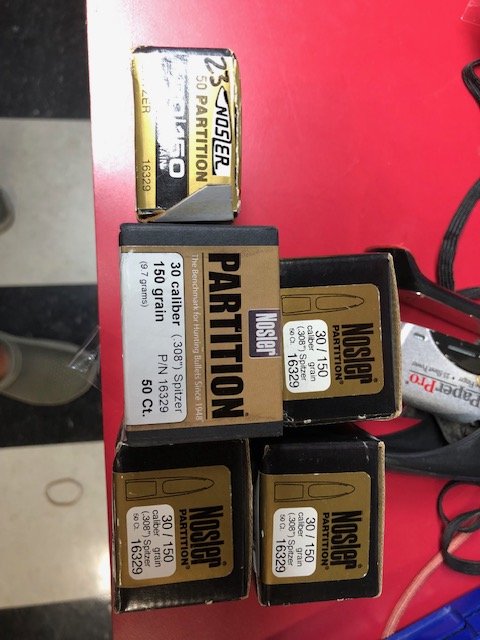 23
NOSLER
50 PARTITION
16329
PARTITION®
The Benchmark for Hunting Bullets Since 1948
Nosler
30 caliber (.308") Spitzer
150 grain P/N 16329
(9.7 grams) 50 Ct.
Nosler
PARTITION®
30 / 150
caliber grain
(.308") Spitzer
50 Ct. 16329
Nosler
PARTITION®
30 / 150
caliber grain
(.308") Spitzer
50 Ct. 16329
Nosler
PARTITION®
30 / 150
caliber grain
(.308") Spitzer
50 Ct. 16329
PaperPro®